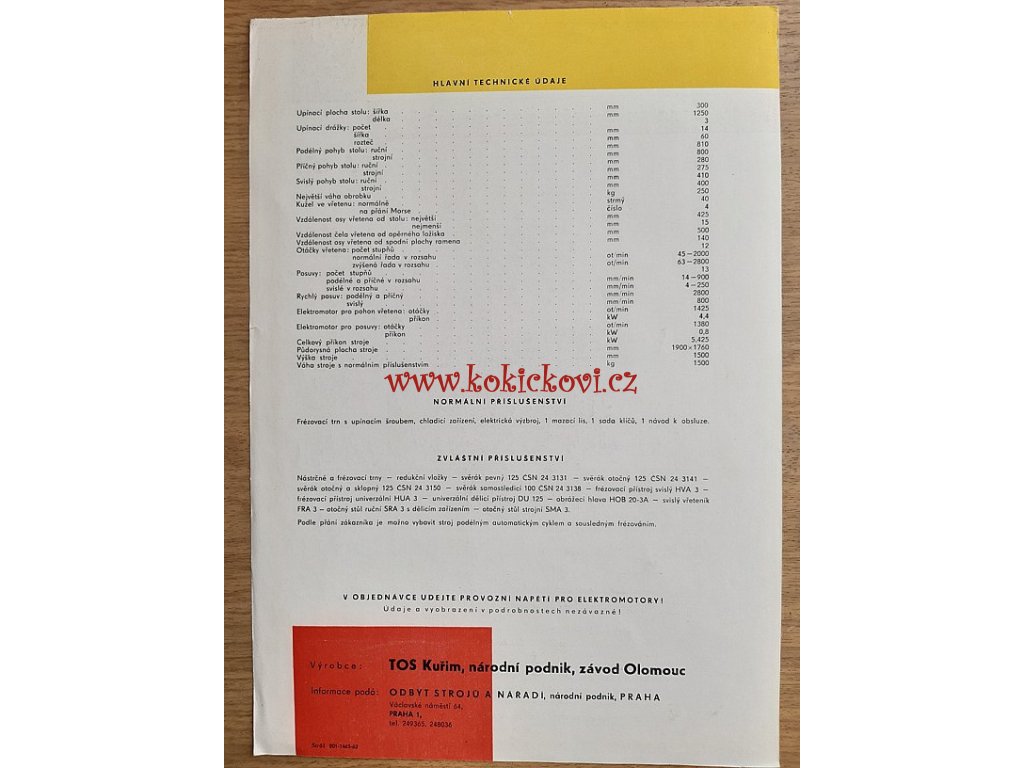 HLAVNÍ TECHNICKÉ ÚDAJE
Upínací plocha stolu: šířka mm 300
délka mm 1250
Upínací drážky: počet 3
šířka mm 14
rozteč mm 60
Podélný pohyb stolu: ruční mm 810
strojní mm 800
Příčný pohyb stolu: ruční mm 280
strojní mm 275
Svislý pohyb stolu: ruční mm 410
strojní mm 400
Největší váha obrobku kg 250
Kužel ve vřetenu: normálně strmý 40
na přání Morse číslo 4
Vzdálenost osy vřetena od stolu: největší mm 425
nejmenší mm 15
Vzdálenost čela vřetena od opěrného ložiska mm 500
Vzdálenost osy vřetena od spodní plochy ramena mm 140
Otáčky vřetena: počet stupňů 12
normální řada v rozsahu ot/min 45—2000
zvýšená řada v rozsahu ot/min 63—2800
Posuvy: počet stupňů 13
podélné a příčné v rozsahu mm/min 14—900
svislé v rozsahu mm/min 4—250
Rychlý posuv: podélný a příčný mm/min 2800
svislý mm/min 800
Elektromotor pro pohon vřetena: otáčky ot/min 1425
příkon kW 4,4
Elektromotor pro posuvy: otáčky ot/min 1380
příkon kW 0,8
Celkový příkon stroje kW 5,425
Půdorysná plocha stroje mm 1900×1760
Výška stroje mm 1500
Váha stroje s normálním příslušenstvím kg 1500
www.kokickovi.cz
NORMÁLNÍ PŘÍSLUŠENSTVÍ
Frézovací trn s upínacím šroubem, chladicí zařízení, elektrická výzbroj, 1 mazací lis, 1 sada klíčů, 1 návod k obsluze.
ZVLÁŠTNÍ PŘÍSLUŠENSTVÍ
Nástrčné a frézovací trny — redukční vložky — svěrák pevný 125 ČSN 24 3131 — svěrák otočný 125 ČSN 24 3141 —
svěrák otočný a sklopný 125 ČSN 24 3150 — svěrák samostředicí 100 ČSN 24 3138 — frézovací přístroj svislý HVA 3 —
frézovací přístroj univerzální HUA 3 — univerzální dělicí přístroj DU 125 — obrážecí hlava HOB 20-3A — svislý vřeteník
FRA 3 — otočný stůl ruční SRA 3 s dělicím zařízením — otočný stůl strojní SMA 3.
Podle přání zákazníka je možno vybavit stroj podélným automatickým cyklem a sousledným frézováním.
V OBJEDNÁVCE UDEJTE PROVOZNÍ NAPĚTÍ PRO ELEKTROMOTORY!
Údaje a vyobrazení v podrobnostech nezávazné!
Výrobce: TOS Kuřim, národní podnik, závod Olomouc
Informace podá: ODBYT STROJŮ A NÁŘADÍ, národní podnik, PRAHA
Václavské náměstí 64,
PRAHA 1,
tel. 249365, 248036